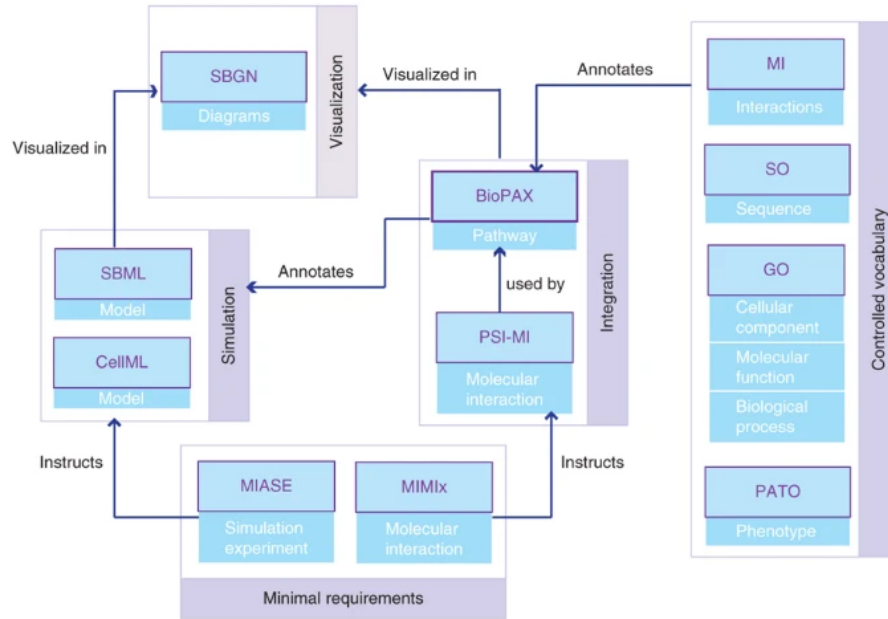 SBGN
Diagrams
Visualization
Visualized in
Annotates
MI
Interactions
SO
Sequence
GO
Cellular
component
Molecular
function
Biological
process
PATO
Phenotype
Controlled vocabulary
Visualized in
BioPAX
Pathway
used by
PSI-MI
Molecular
interaction
Integration
Annotates
SBML
Model
CellML
Model
Simulation
Instructs
Instructs
MIASE
Simulation
experiment
MIMIx
Molecular
interaction
Minimal requirements